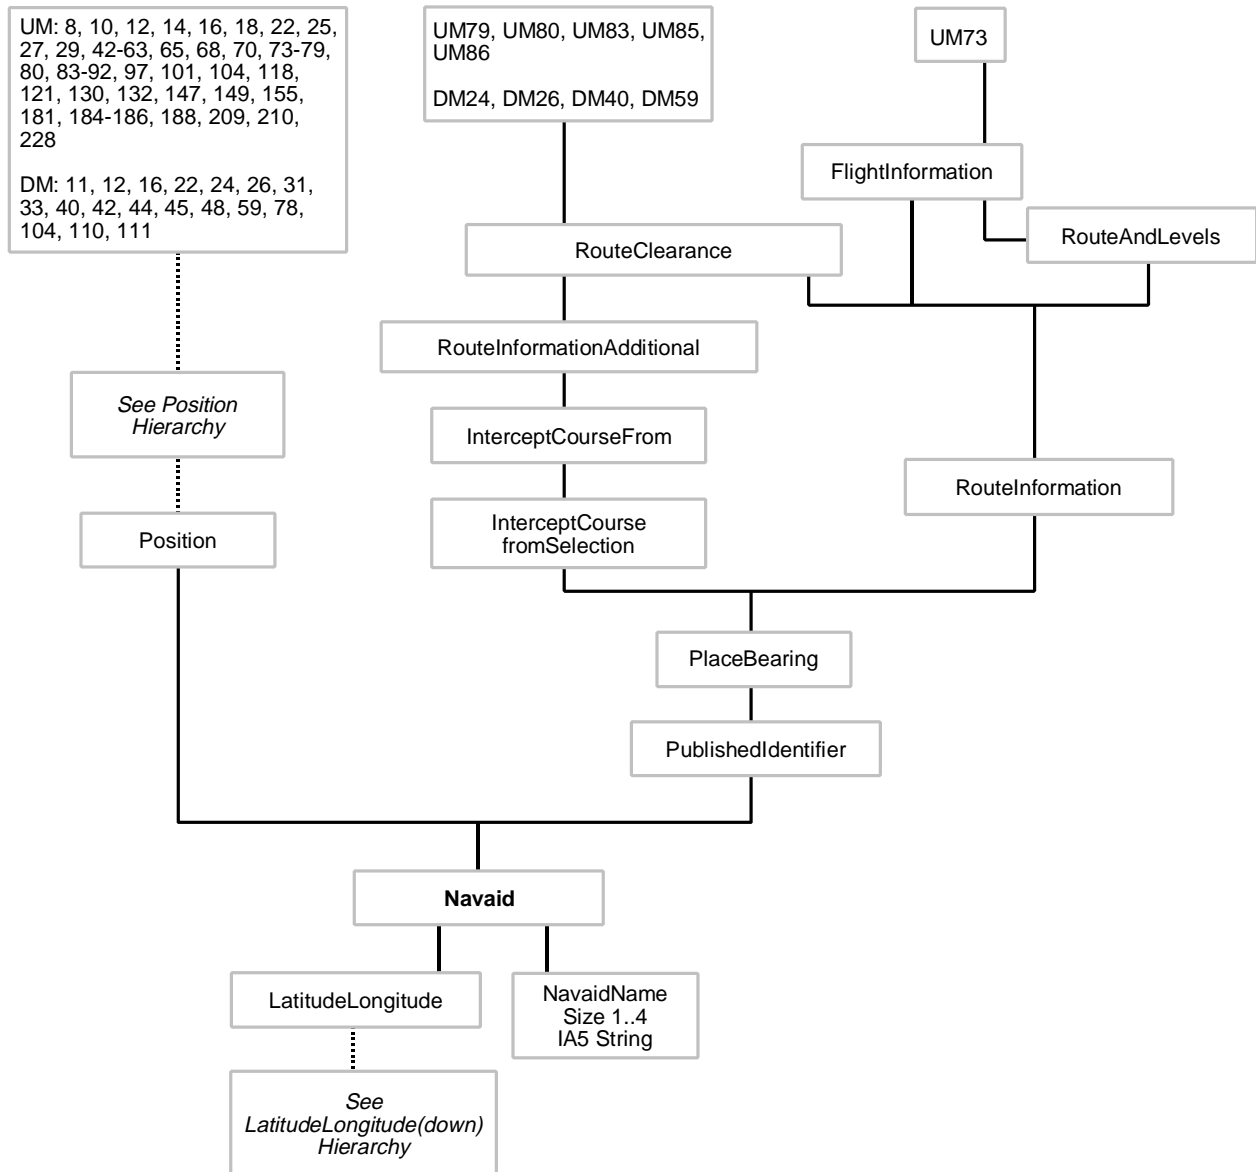 UM: 8, 10, 12, 14, 16, 18, 22, 25,
27, 29, 42-63, 65, 68, 70, 73-79,
80, 83-92, 97, 101, 104, 118,
121, 130, 132, 147, 149, 155,
181, 184-186, 188, 209, 210,
228
DM: 11, 12, 16, 22, 24, 26, 31,
33, 40, 42, 44, 45, 48, 59, 78,
104, 110, 111
UM79, UM80, UM83, UM85,
UM86
DM24, DM26, DM40, DM59
UM73
FlightInformation
RouteAndLevels
RouteClearance
RouteInformationAdditional
See Position
Hierarchy
InterceptCourseFrom
RouteInformation
InterceptCourse
fromSelection
Position
PlaceBearing
PublishedIdentifier
Navaid
LatitudeLongitude
NavaidName
Size 1..4
IA5 String
See
LatitudeLongitude(down)
Hierarchy